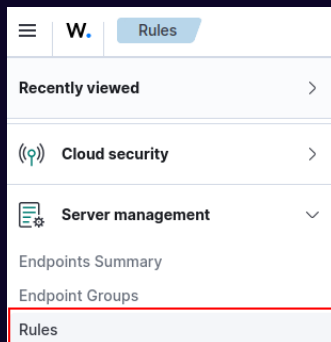 W. Rules
Recently viewed
Cloud security
Server management
Endpoints Summary
Endpoint Groups
Rules